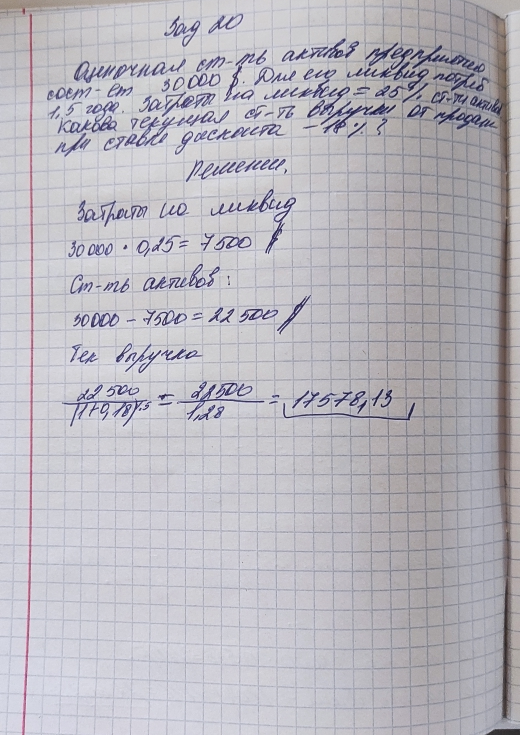 Зад 20
Оценочная ст-ть активов предприятия
сост-ет 30000 $. Для его ликвид потреб
1,5 года. Затраты на ликвид = 25 % ст-ти активов
Какова текущая ст-ть выручки от продаж
при ставке дисконта – 18 % ?
Решение.
Затраты на ликвид
30000 · 0,25 = 7500 $
Ст-ть активов :
30000 – 7500 = 22500 $
Тек выручка
22500 / (1+0,18)^1,5 = 22500 / 1,28 = 17578,13